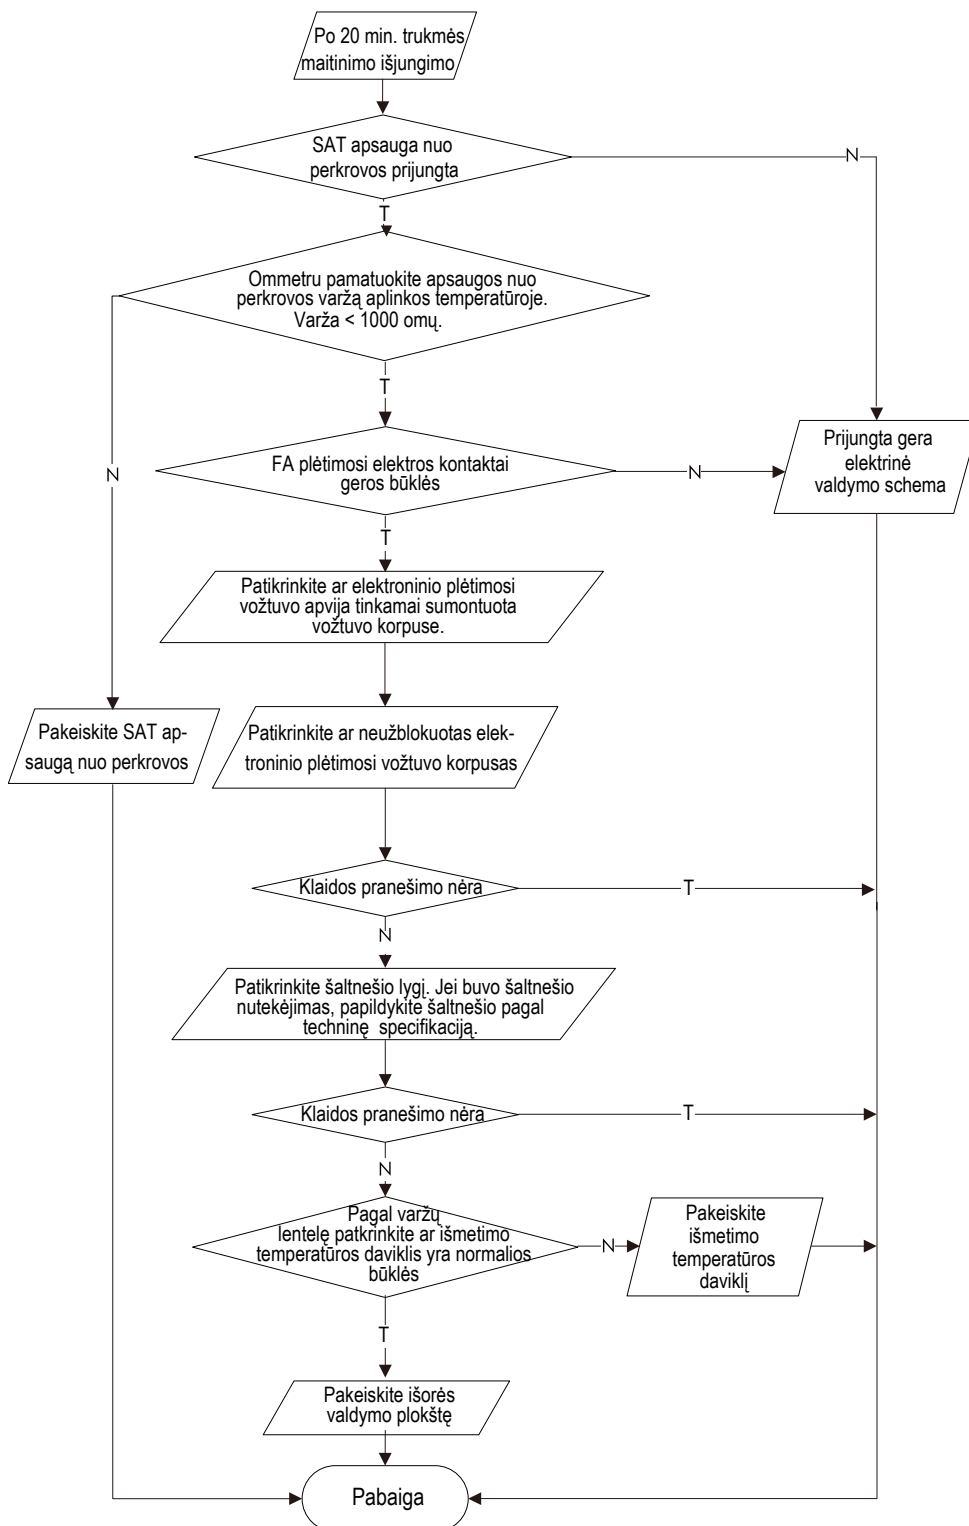 Po 20 min. trukmės
maitinimo išjungimo
SAT apsauga nuo
perkrovos prijungta
N
T
Ommetru pamatuokite apsaugos nuo
perkrovos varžą aplinkos temperatūroje.
Varža < 1000 omų.
T
N
FA plėtimosi elektros kontaktai
geros būklės
N
Prijungta gera
elektrinė
valdymo schema
T
Patikrinkite ar elektroninio plėtimosi
vožtuvo apvija tinkamai sumontuota
vožtuvo korpuse.
Pakeiskite SAT ap-
saugą nuo perkrovos
Patikrinkite ar neužblokuotas elek-
troninio plėtimosi vožtuvo korpusas
Klaidos pranešimo nėra
T
N
Patikrinkite šaltnešio lygį. Jei buvo šaltnešio
nutekėjimas, papildykite šaltnešio pagal
techninę specifikaciją.
Klaidos pranešimo nėra
T
N
Pagal varžų
lentelę patkrinkite ar išmetimo
temperatūros daviklis yra normalios
būklės
N
Pakeiskite
išmetimo
temperatūros
daviklį
T
Pakeiskite išorės
valdymo plokštę
Pabaiga